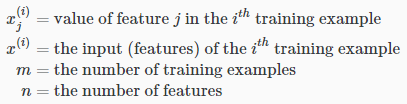 x_j^{(i)} = value of feature j in the i^{th} training example
x^{(i)} = the input (features) of the i^{th} training example
m = the number of training examples
n = the number of features